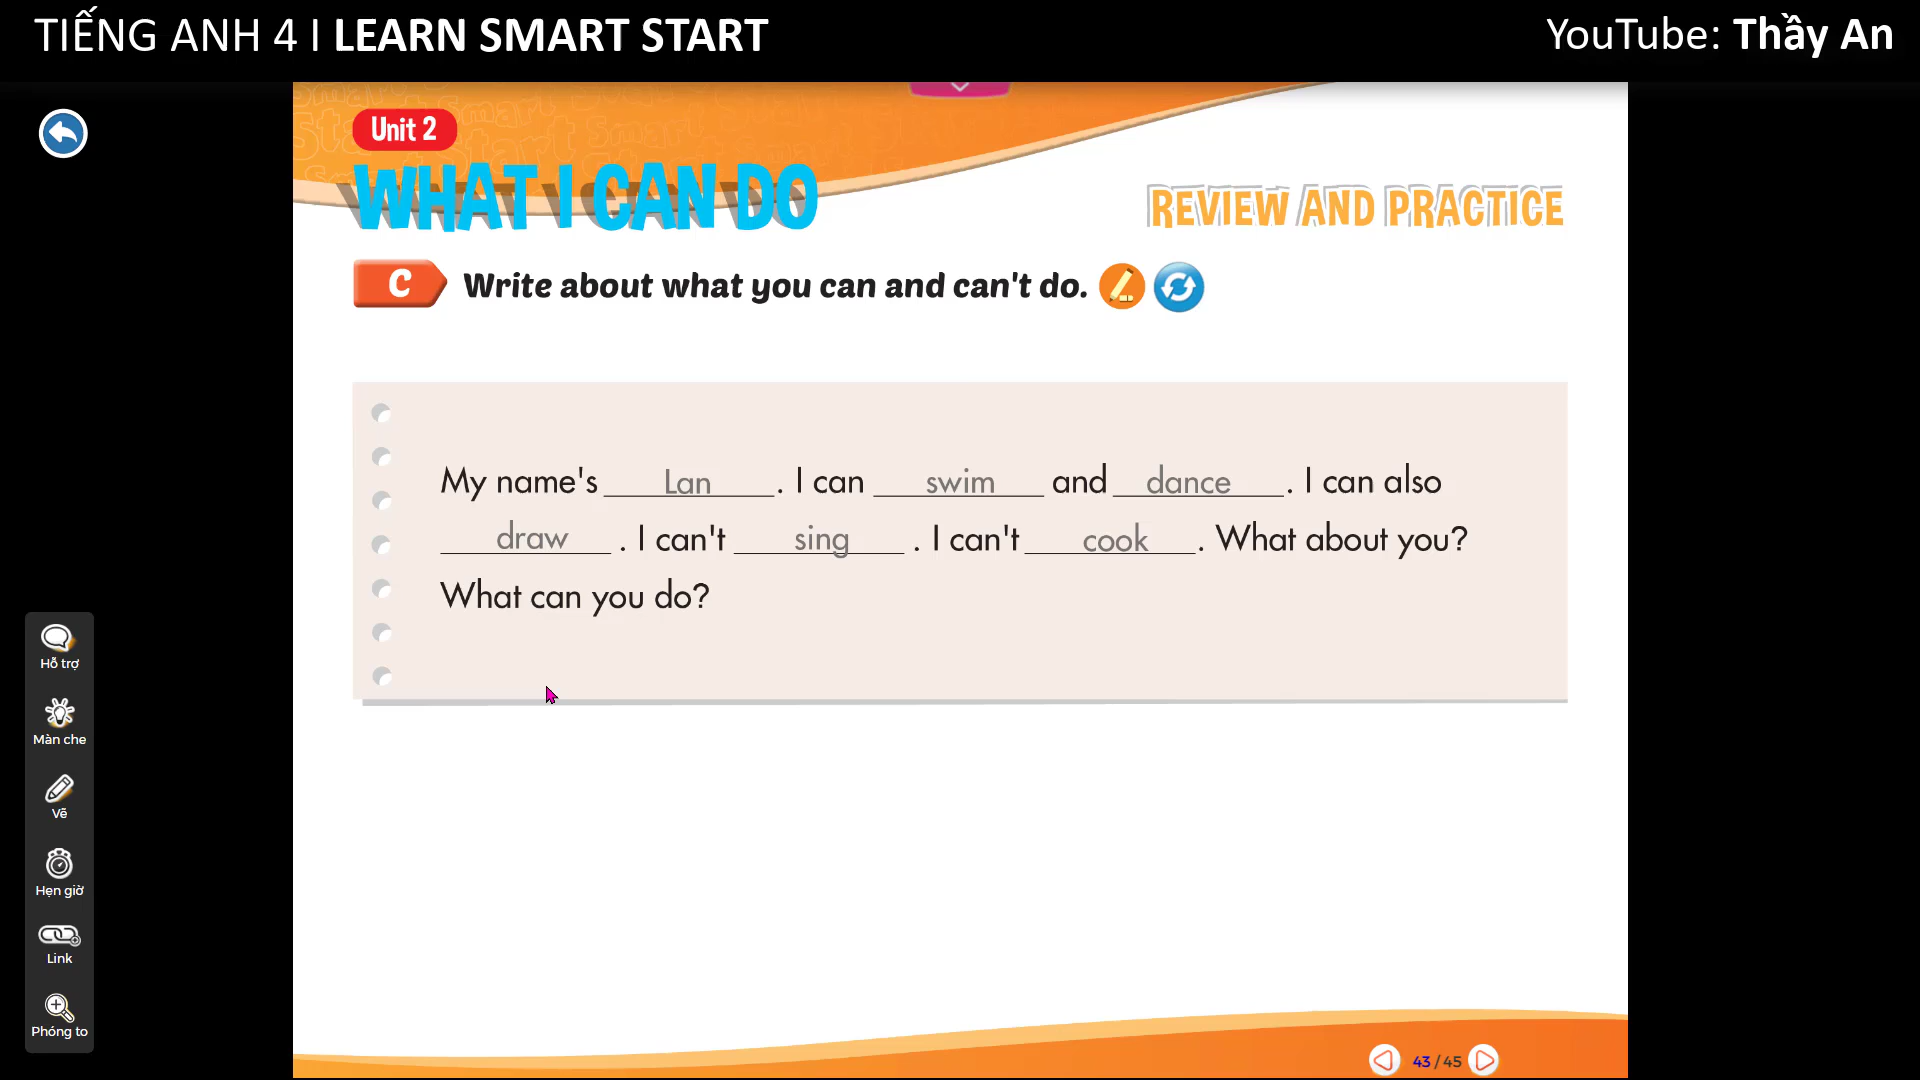 TIẾNG ANH 4 I LEARN SMART START
YouTube: Thầy An
Unit 2
WHAT I CAN DO
REVIEW AND PRACTICE
C Write about what you can and can't do.
My name's Lan. I can swim and dance. I can also
draw. I can't sing. I can't cook. What about you?
What can you do?
Hỗ trợ
Màn che
Vẽ
Hẹn giờ
Link
Phóng to
43 / 45